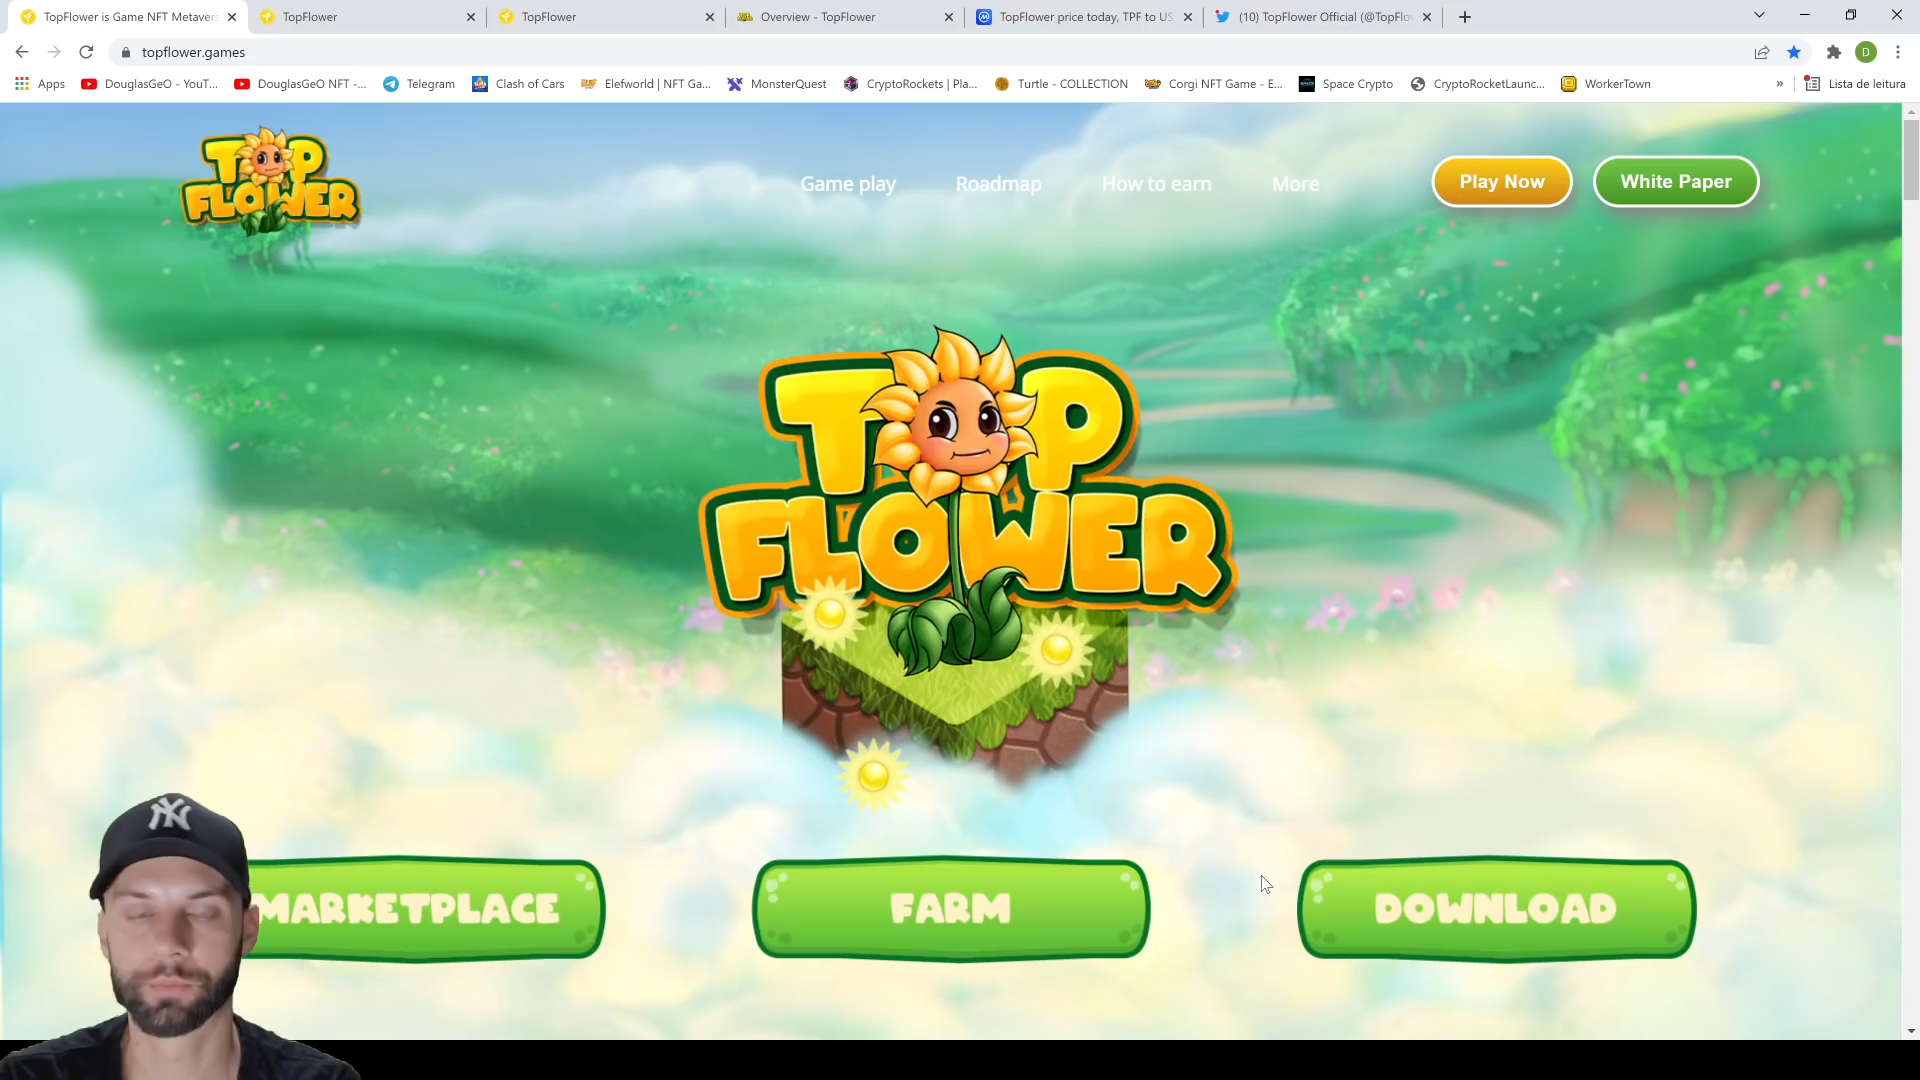 TopFlower is Game NFT Metavers
TopFlower
TopFlower
Overview - TopFlower
TopFlower price today, TPF to US
(10) TopFlower Official (@TopFlo
topflower.games
D
Apps
DouglasGeO - YouT...
DouglasGeO NFT -...
Telegram
Clash of Cars
Elefworld | NFT Ga...
MonsterQuest
CryptoRockets | Pla...
Turtle - COLLECTION
Corgi NFT Game - E...
Space Crypto
CryptoRocketLaunc...
WorkerTown
»
Lista de leitura
TOP
FLOWER
Game play
Roadmap
How to earn
More
Play Now
White Paper
TOP
FLOWER
NY
MARKETPLACE
FARM
DOWNLOAD